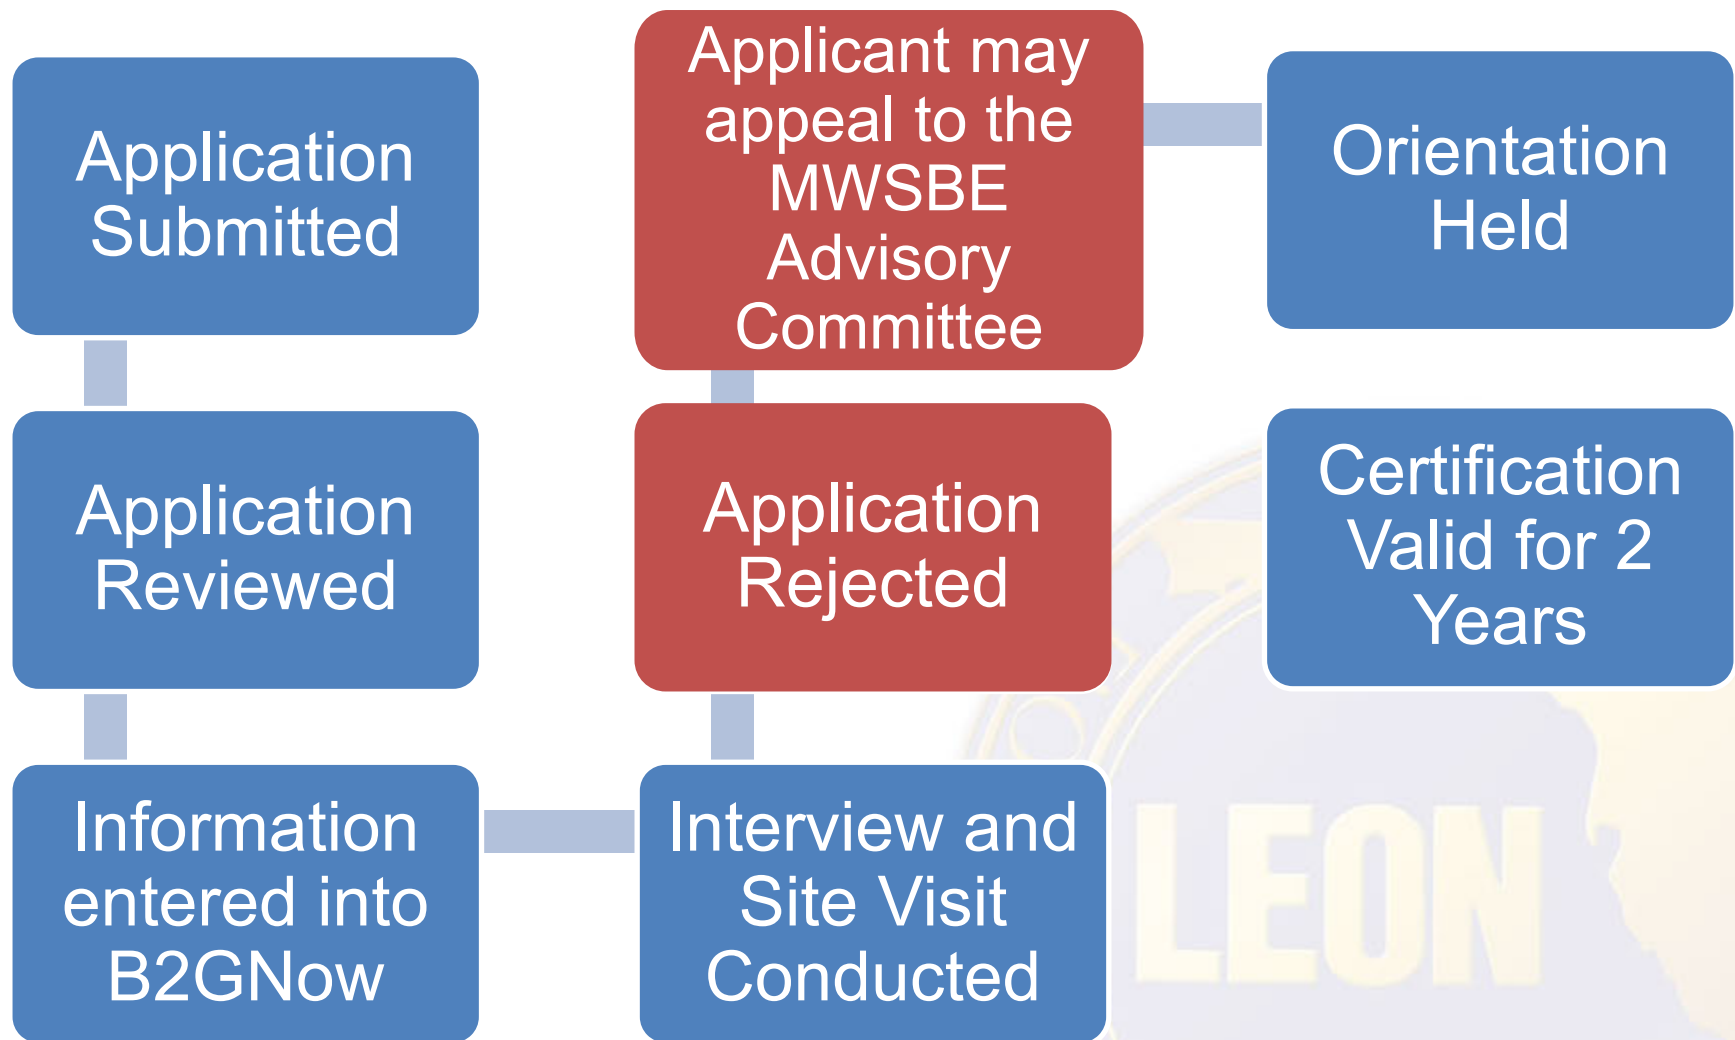 Application
Submitted
Application
Reviewed
Information
entered into
B2GNow
Interview and
Site Visit
Conducted
Application
Rejected
Applicant may
appeal to the
MWSBE
Advisory
Committee
Orientation
Held
Certification
Valid for 2
Years
LEON